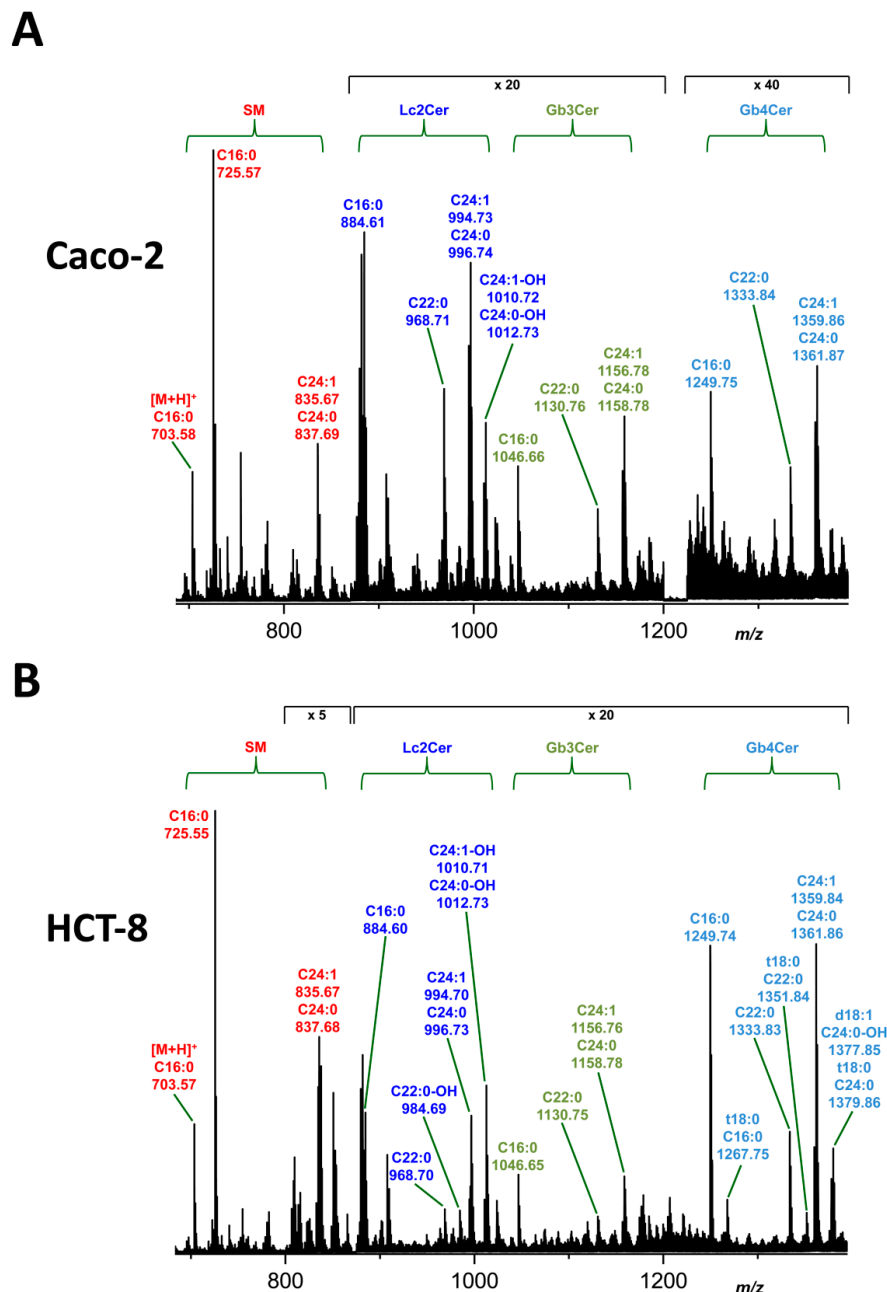 A
x 20
x 40
SM
Lc2Cer
Gb3Cer
Gb4Cer
Caco-2
C16:0
725.57
[M+H]+
C16:0
703.58
C24:1
835.67
C24:0
837.69
C16:0
884.61
C22:0
968.71
C24:1
994.73
C24:0
996.74
C24:1-OH
1010.72
C24:0-OH
1012.73
C16:0
1046.66
C22:0
1130.76
C24:1
1156.78
C24:0
1158.78
C16:0
1249.75
C22:0
1333.84
C24:1
1359.86
C24:0
1361.87
800
1000
1200
m/z
B
x 5
x 20
SM
Lc2Cer
Gb3Cer
Gb4Cer
HCT-8
C16:0
725.55
[M+H]+
C16:0
703.57
C24:1
835.67
C24:0
837.68
C16:0
884.60
C22:0
968.70
C22:0-OH
984.69
C24:1
994.70
C24:0
996.73
C24:1-OH
1010.71
C24:0-OH
1012.73
C16:0
1046.65
C22:0
1130.75
C24:1
1156.76
C24:0
1158.78
C16:0
1249.74
t18:0
C16:0
1267.75
C22:0
1333.83
t18:0
C22:0
1351.84
C24:1
1359.84
C24:0
1361.86
d18:1
C24:0-OH
1377.85
t18:0
C24:0
1379.86
800
1000
1200
m/z